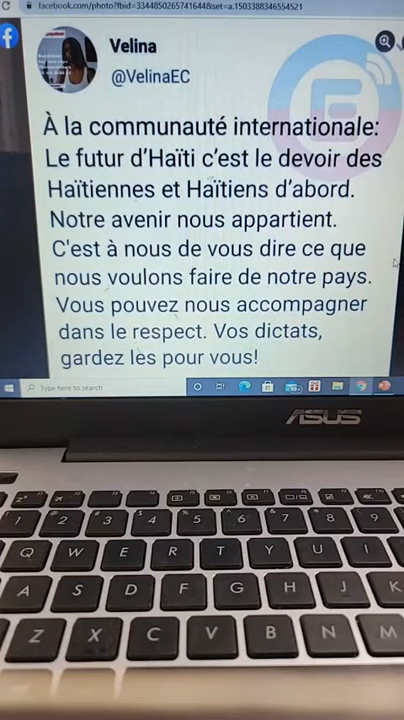 facebook.com/photo?fbid=3344850265741644&set=a.1503388346554521
Velina
@VelinaEC
À la communauté internationale:
Le futur d'Haïti c'est le devoir des
Haïtiennes et Haïtiens d'abord.
Notre avenir nous appartient.
C'est à nous de vous dire ce que
nous voulons faire de notre pays.
Vous pouvez nous accompagner
dans le respect. Vos dictats,
gardez les pour vous!
Type here to search
ASUS
1 2 3 4 5 6 7 8 9
Q W E R T Y U I
A S D F G H J K
Z X C V B N M